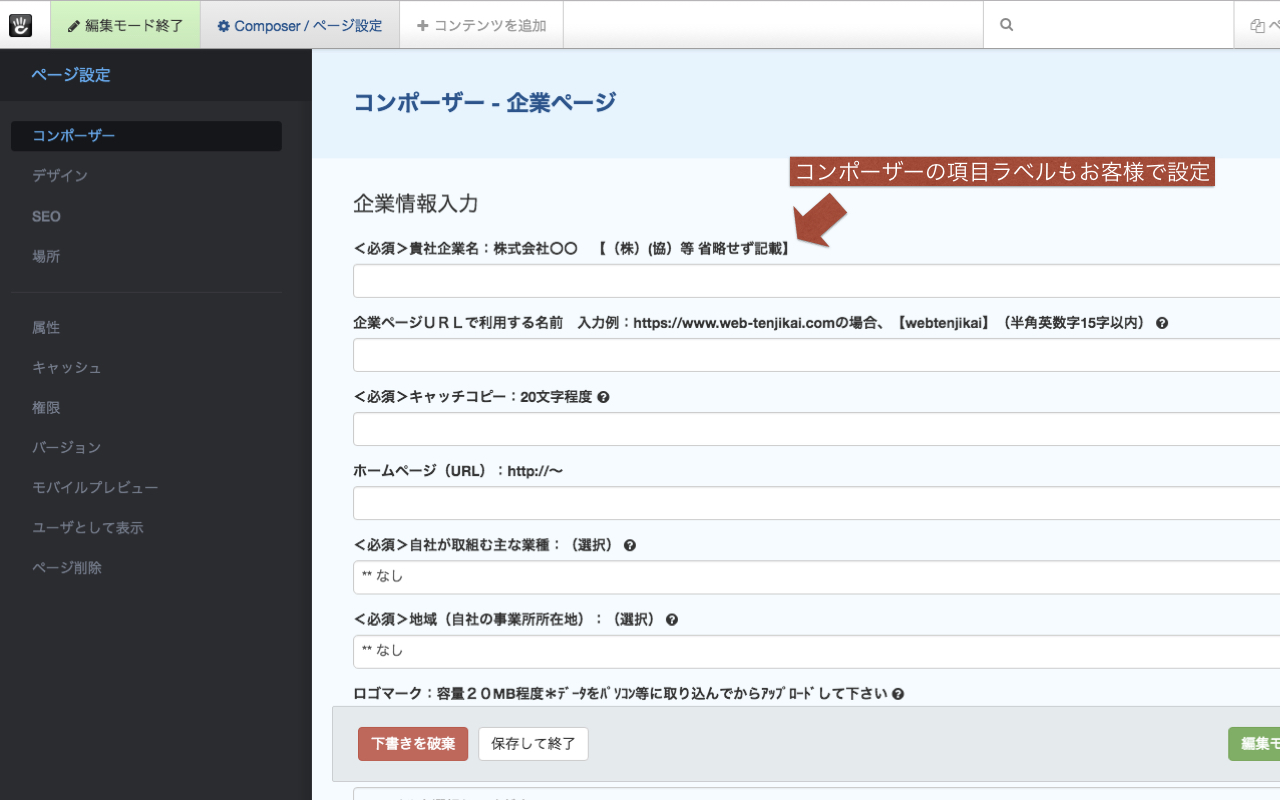 編集モード終了
Composer / ページ設定
コンテンツを追加
ページ設定
コンポーザー
デザイン
SEO
場所
属性
キャッシュ
権限
バージョン
モバイルプレビュー
ユーザとして表示
ページ削除
コンポーザー - 企業ページ
コンポーザーの項目ラベルもお客様で設定
企業情報入力
＜必須＞貴社企業名：株式会社〇〇　【（株）(協）等 省略せず記載】
企業ページＵＲＬで利用する名前　入力例：https://www.web-tenjikai.comの場合、【webtenjikai】（半角英数字15字以内）
＜必須＞キャッチコピー：20文字程度
ホームページ（URL）：http://〜
＜必須＞自社が取組む主な業種：（選択）
** なし
＜必須＞地域（自社の事業所所在地）：（選択）
** なし
ロゴマーク：容量２０MB程度＊ﾃﾞｰﾀをﾊﾟｿｺﾝ等に取り込んでからｱｯﾌﾟﾛｰﾄﾞして下さい
下書きを破棄
保存して終了
編集モ